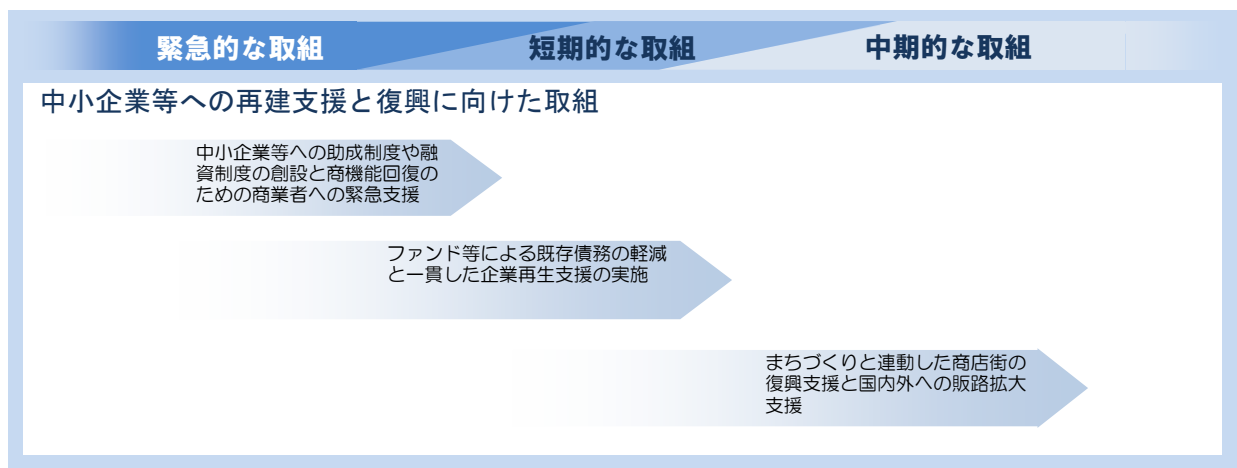 緊急的な取組 短期的な取組 中期的な取組
中小企業等への再建支援と復興に向けた取組
中小企業等への助成制度や融
資制度の創設と商機能回復の
ための商業者への緊急支援
ファンド等による既存債務の軽減
と一貫した企業再生支援の実施
まちづくりと連動した商店街の
復興支援と国内外への販路拡大
支援